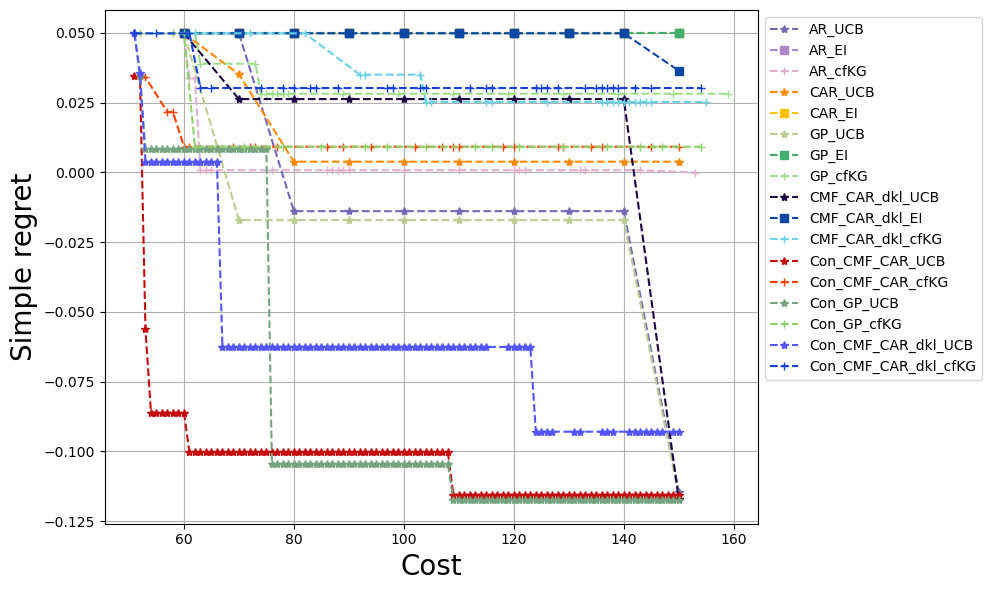 0.050
0.025
0.000
−0.025
−0.050
−0.075
−0.100
−0.125
Simple regret
60 80 100 120 140 160
Cost
AR_UCB
AR_EI
AR_cfKG
CAR_UCB
CAR_EI
GP_UCB
GP_EI
GP_cfKG
CMF_CAR_dkl_UCB
CMF_CAR_dkl_EI
CMF_CAR_dkl_cfKG
Con_CMF_CAR_UCB
Con_CMF_CAR_cfKG
Con_GP_UCB
Con_GP_cfKG
Con_CMF_CAR_dkl_UCB
Con_CMF_CAR_dkl_cfKG